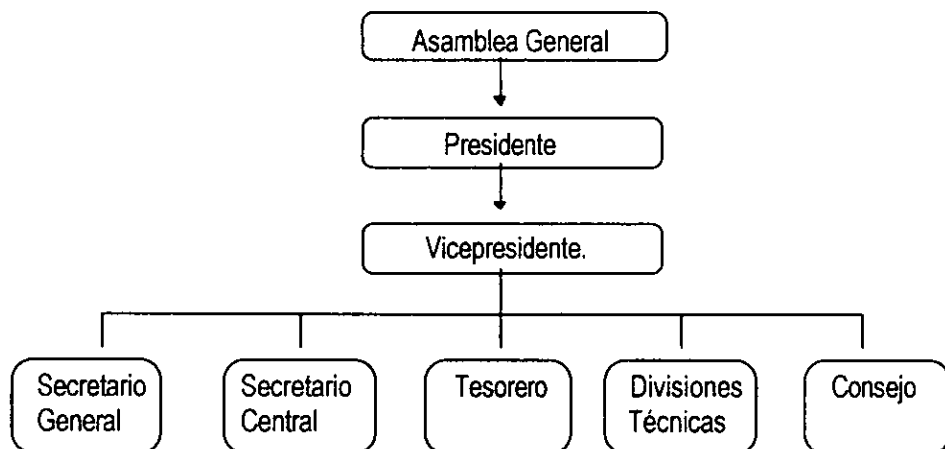 Asamblea General
Presidente
Vicepresidente.
Secretario
General
Secretario
Central
Tesorero
Divisiones
Técnicas
Consejo